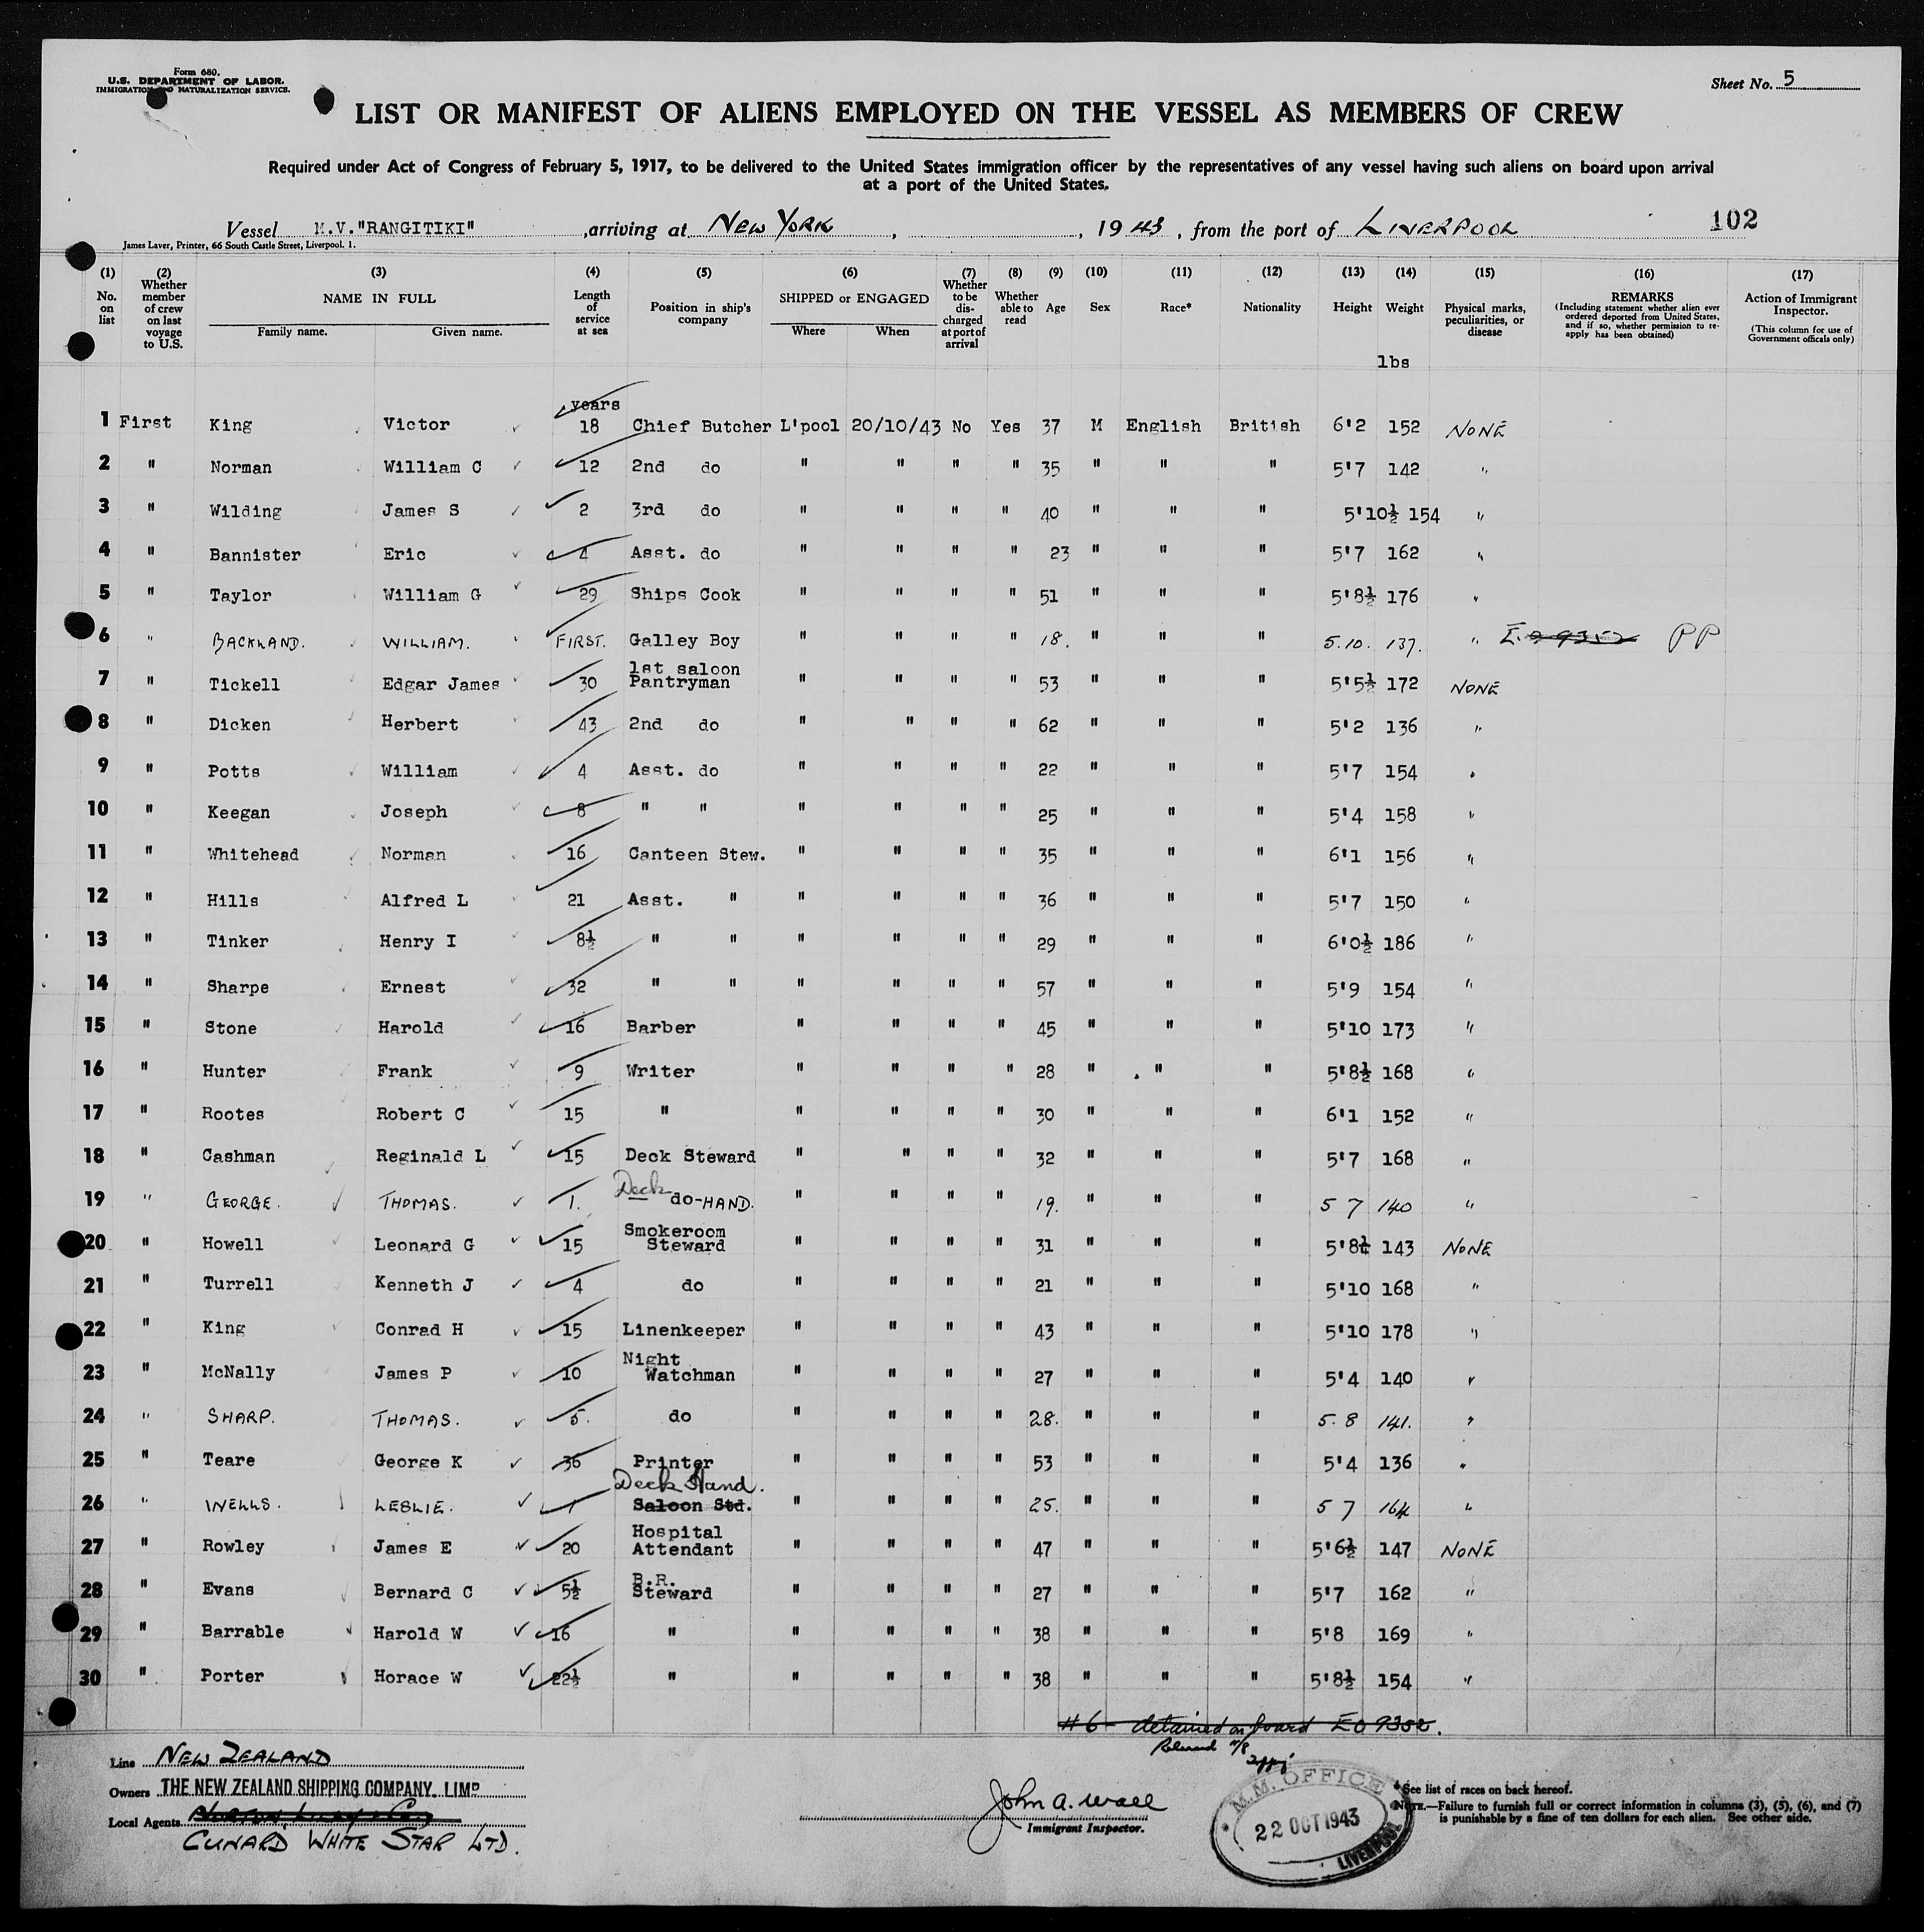 Form 680.
U.S. DEPARTMENT OF LABOR.
IMMIGRATION AND NATURALIZATION SERVICE.
Sheet No. 5
LIST OR MANIFEST OF ALIENS EMPLOYED ON THE VESSEL AS MEMBERS OF CREW
Required under Act of Congress of February 5, 1917, to be delivered to the United States immigration officer by the representatives of any vessel having such aliens on board upon arrival
at a port of the United States.
Vessel M.V."RANGITIKI" , arriving at NEW YORK , , 1943, from the port of LIVERPOOL 102
James Laver, Printer, 66 South Castle Street, Liverpool. 1.
(1) No. on list
(2) Whether member of crew on last voyage to U.S.
(3) NAME IN FULL Family name. Given name.
(4) Length of service at sea
(5) Position in ship's company
(6) SHIPPED or ENGAGED Where When
(7) Whether to be discharged at port of arrival
(8) Whether able to read
(9) Age
(10) Sex
(11) Race*
(12) Nationality
(13) Height
(14) Weight
(15) Physical marks, peculiarities, or disease
(16) REMARKS (Including statement whether alien ever ordered deported from United States, and if so, whether permission to re-apply has been obtained)
(17) Action of Immigrant Inspector. (This column for use of Government officals only)
lbs
years
1 First King Victor 18 Chief Butcher L'pool 20/10/43 No Yes 37 M English British 6'2 152 NONE
2 " Norman William C 12 2nd do " " " " 35 " " " 5'7 142 "
3 " Wilding James S 2 3rd do " " " " 40 " " " 5'10½ 154 "
4 " Bannister Eric 4 Asst. do " " " " 23 " " " 5'7 162 "
5 " Taylor William G 29 Ships Cook " " " " 51 " " " 5'8½ 176 "
6 " BACKLAND. WILLIAM. FIRST. Galley Boy " " " " 18. " " " 5.10. 137. " E.O 9352 PP
7 " Tickell Edgar James 30 1st saloon Pantryman " " " " 53 " " " 5'5½ 172 NONE
8 " Dicken Herbert 43 2nd do " " " " 62 " " " 5'2 136 "
9 " Potts William 4 Asst. do " " " " 22 " " " 5'7 154 "
10 " Keegan Joseph 8 " " " " " " 25 " " " 5'4 158 "
11 " Whitehead Norman 16 Canteen Stew. " " " " 35 " " " 6'1 156 "
12 " Hills Alfred L 21 Asst. " " " " " 36 " " " 5'7 150 "
13 " Tinker Henry I 8½ " " " " " " 29 " " " 6'0½ 186 "
14 " Sharpe Ernest 32 " " " " " " 57 " " " 5'9 154 "
15 " Stone Harold 16 Barber " " " " 45 " " " 5'10 173 "
16 " Hunter Frank 9 Writer " " " " 28 " " " 5'8½ 168 "
17 " Rootes Robert C 15 " " " " " 30 " " " 6'1 152 "
18 " Cashman Reginald L 15 Deck Steward " " " " 32 " " " 5'7 168 "
19 " GEORGE. THOMAS. 1. Deck do-HAND. " " " " 19. " " " 5 7 140 "
20 " Howell Leonard G 15 Smokeroom Steward " " " " 31 " " " 5'8¼ 143 NONE
21 " Turrell Kenneth J 4 do " " " " 21 " " " 5'10 168 "
22 " King Conrad H 15 Linenkeeper " " " " 43 " " " 5'10 178 "
23 " McNally James P 10 Night Watchman " " " " 27 " " " 5'4 140 "
24 " SHARP. THOMAS. 5. do " " " " 28. " " " 5.8 141. "
25 " Teare George K 36 Printer " " " " 53 " " " 5'4 136 "
26 " WELLS. LESLIE. 1 Deck Hand. Saloon Std. " " " " 25. " " " 5 7 164 "
27 " Rowley James E 20 Hospital Attendant " " " " 47 " " " 5'6½ 147 NONE
28 " Evans Bernard C 5½ B.R. Steward " " " " 27 " " " 5'7 162 "
29 " Barrable Harold W 16 " " " " " 38 " " " 5'8 169 "
30 " Porter Horace W 22½ " " " " " 38 " " " 5'8½ 154 "
#6 - detained on board EO 9352.
Line NEW ZEALAND
Owners THE NEW ZEALAND SHIPPING COMPANY. LIMD
Local Agents
CUNARD WHITE STAR LTD.
John A. Wall
Immigrant Inspector.
M.M. OFFICE
22 OCT 1943
LIVERPOOL
*See list of races on back hereof.
NOTE.—Failure to furnish full or correct information in columns (3), (5), (6), and (7)
is punishable by a fine of ten dollars for each alien. See other side.